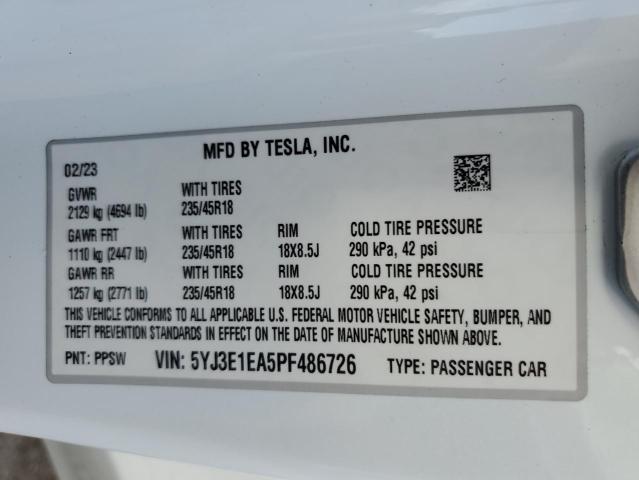 MFD BY TESLA, INC.
02/23
GVWR WITH TIRES
2129 kg (4694 lb) 235/45R18
GAWR FRT WITH TIRES RIM COLD TIRE PRESSURE
1110 kg (2447 lb) 235/45R18 18X8.5J 290 kPa, 42 psi
GAWR RR WITH TIRES RIM COLD TIRE PRESSURE
1257 kg (2771 lb) 235/45R18 18X8.5J 290 kPa, 42 psi
THIS VEHICLE CONFORMS TO ALL APPLICABLE U.S. FEDERAL MOTOR VEHICLE SAFETY, BUMPER, AND
THEFT PREVENTION STANDARDS IN EFFECT ON THE DATE OF MANUFACTURE SHOWN ABOVE.
PNT: PPSW VIN: 5YJ3E1EA5PF486726 TYPE: PASSENGER CAR